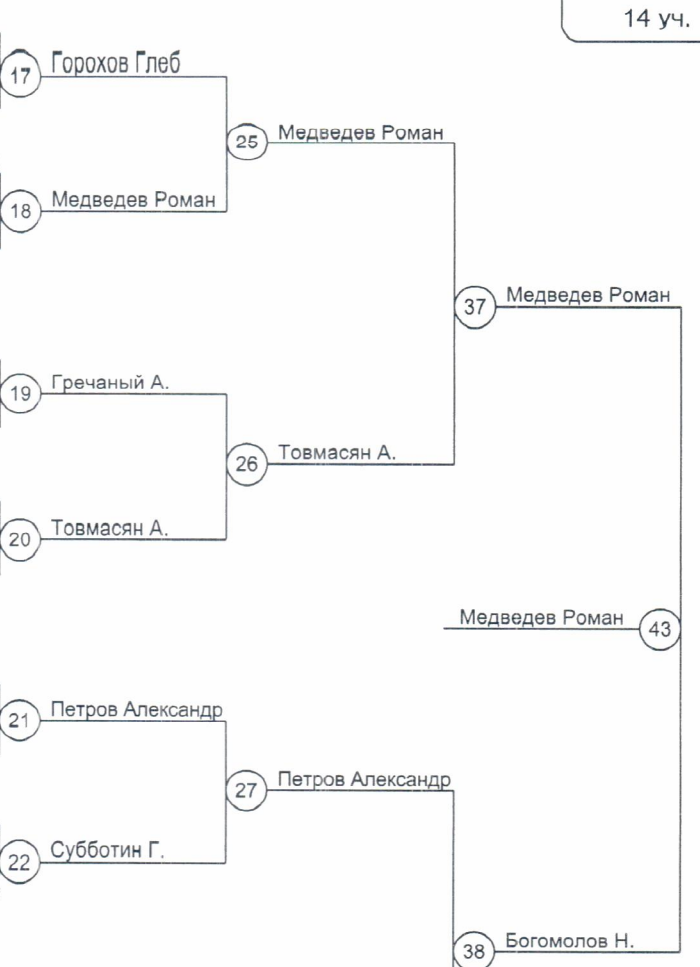 14 уч.
17 Горохов Глеб
25 Медведев Роман
18 Медведев Роман
37 Медведев Роман
19 Гречаный А.
26 Товмасян А.
20 Товмасян А.
Медведев Роман 43
21 Петров Александр
27 Петров Александр
22 Субботин Г.
38 Богомолов Н.